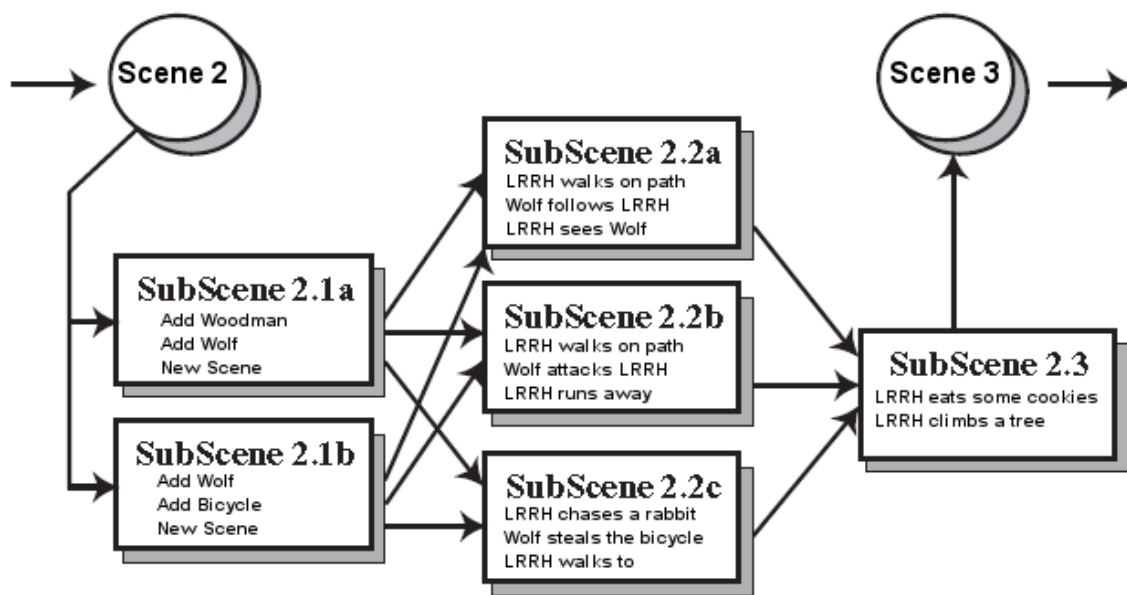 Scene 2
Scene 3
SubScene 2.1a
Add Woodman
Add Wolf
New Scene
SubScene 2.1b
Add Wolf
Add Bicycle
New Scene
SubScene 2.2a
LRRH walks on path
Wolf follows LRRH
LRRH sees Wolf
SubScene 2.2b
LRRH walks on path
Wolf attacks LRRH
LRRH runs away
SubScene 2.2c
LRRH chases a rabbit
Wolf steals the bicycle
LRRH walks to
SubScene 2.3
LRRH eats some cookies
LRRH climbs a tree